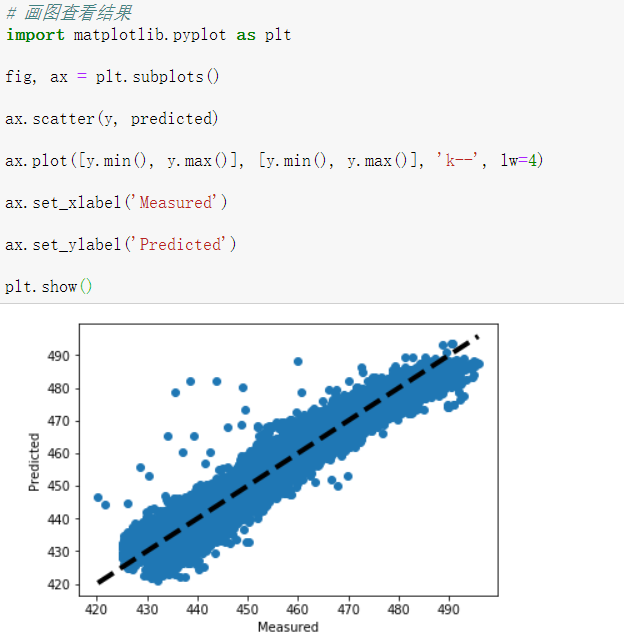 # 画图查看结果
import matplotlib.pyplot as plt
fig, ax = plt.subplots()
ax.scatter(y, predicted)
ax.plot([y.min(), y.max()], [y.min(), y.max()], 'k--', lw=4)
ax.set_xlabel('Measured')
ax.set_ylabel('Predicted')
plt.show()
490
480
470
460
450
440
430
420
Predicted
420 430 440 450 460 470 480 490
Measured